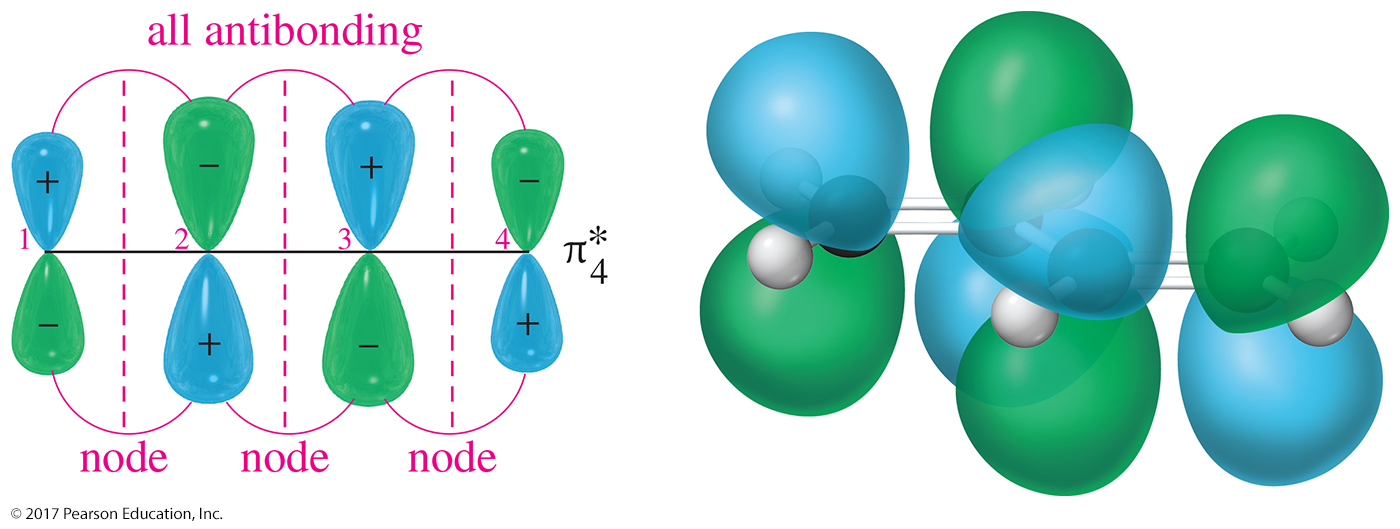 all antibonding
+ − + −
1 2 3 4 π*4
− + − +
node node node
© 2017 Pearson Education, Inc.